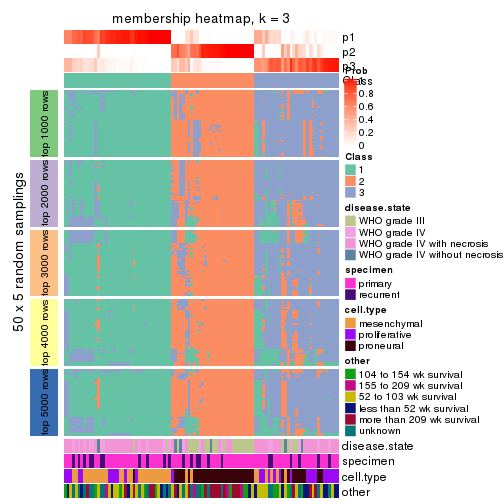 membership heatmap, k = 3
p1
p2
p3
Class
Prob
0.8
0.6
0.4
0.2
0
Class
1
2
3
disease.state
WHO grade III
WHO grade IV
WHO grade IV with necrosis
WHO grade IV without necrosis
specimen
primary
recurrent
cell.type
mesenchymal
proliferative
proneural
other
104 to 154 wk survival
155 to 209 wk survival
52 to 103 wk survival
less than 52 wk survival
more than 209 wk survival
unknown
50 x 5 random samplings
top 1000 rows
top 2000 rows
top 3000 rows
top 4000 rows
top 5000 rows
disease.state
specimen
cell.type
other